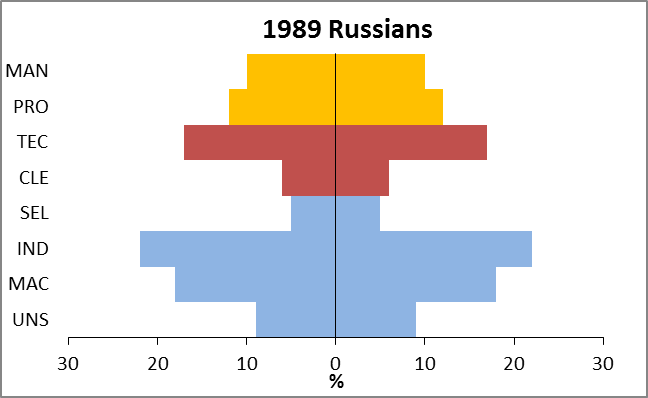 1989 Russians
MAN
PRO
TEC
CLE
SEL
IND
MAC
UNS
30 20 10 0 10 20 30
%